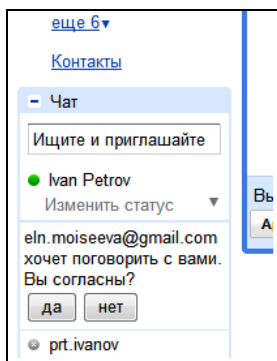 еще 6▼
Контакты
– Чат
Ищите и приглашайте
Ivan Petrov
Изменить статус ▼
Вы
eln.moiseeva@gmail.com
хочет поговорить с вами.
Вы согласны?
да нет
prt.ivanov